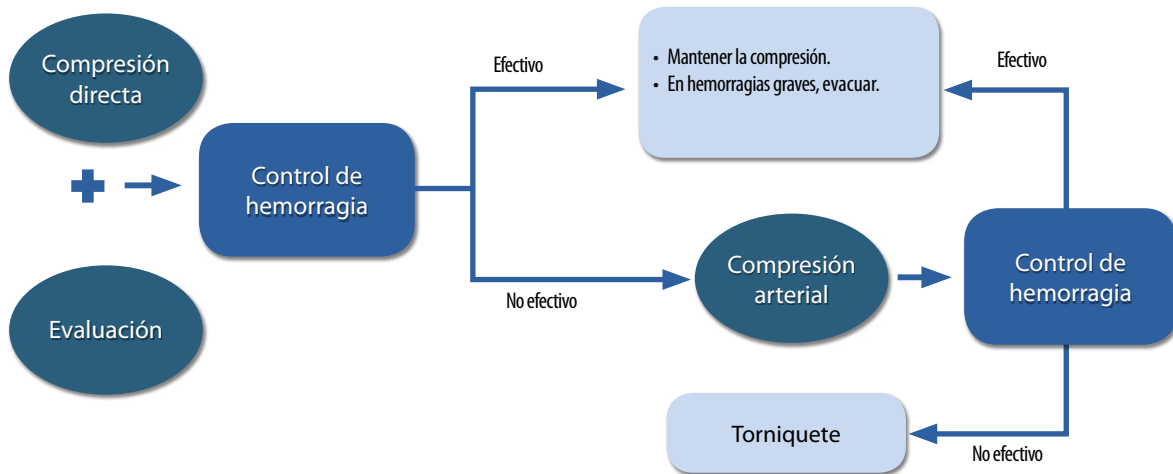 Compresión
directa
Evaluación
Control de
hemorragia
Efectivo
• Mantener la compresión.
• En hemorragias graves, evacuar.
No efectivo
Compresión
arterial
Control de
hemorragia
Efectivo
No efectivo
Torniquete